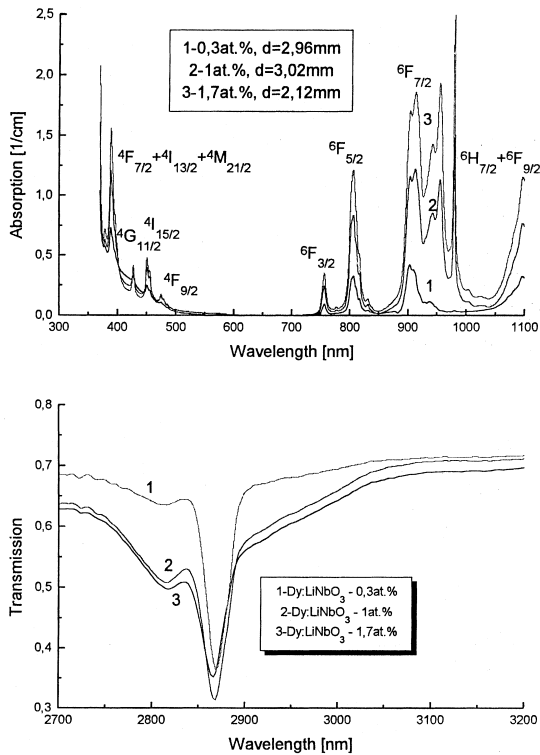 2,5
2,0
1,5
1,0
0,5
0,0
Absorption [1/cm]
1-0,3at.%, d=2,96mm
2-1at.%, d=3,02mm
3-1,7at.%, d=2,12mm
⁴F₇/₂+⁴I₁₃/₂+⁴M₂₁/₂
⁴G₁₁/₂
⁴I₁₅/₂
⁴F₉/₂
⁶F₃/₂
⁶F₅/₂
⁶F₇/₂
3
2
1
⁶H₇/₂+⁶F₉/₂
300 400 500 600 700 800 900 1000 1100
Wavelength [nm]
0,8
0,7
0,6
0,5
0,4
0,3
Transmission
1
2
3
1-Dy:LiNbO₃ - 0,3at.%
2-Dy:LiNbO₃ - 1at.%
3-Dy:LiNbO₃ - 1,7at.%
2700 2800 2900 3000 3100 3200
Wavelength [nm]